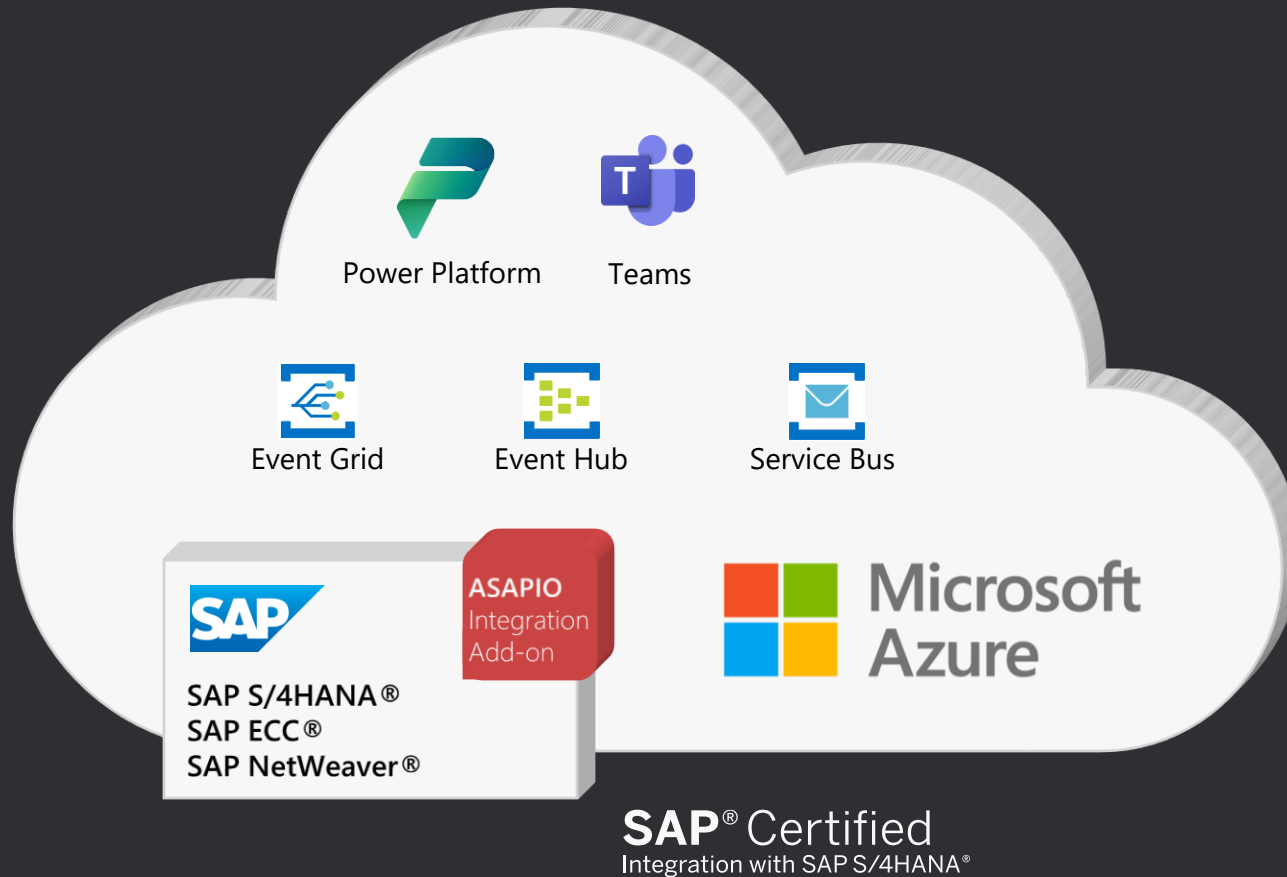 T
Power Platform
Teams
Event Grid
Event Hub
Service Bus
SAP
ASAPIO
Integration
Add-on
SAP S/4HANA®
SAP ECC®
SAP NetWeaver®
Microsoft
Azure
SAP® Certified
Integration with SAP S/4HANA®